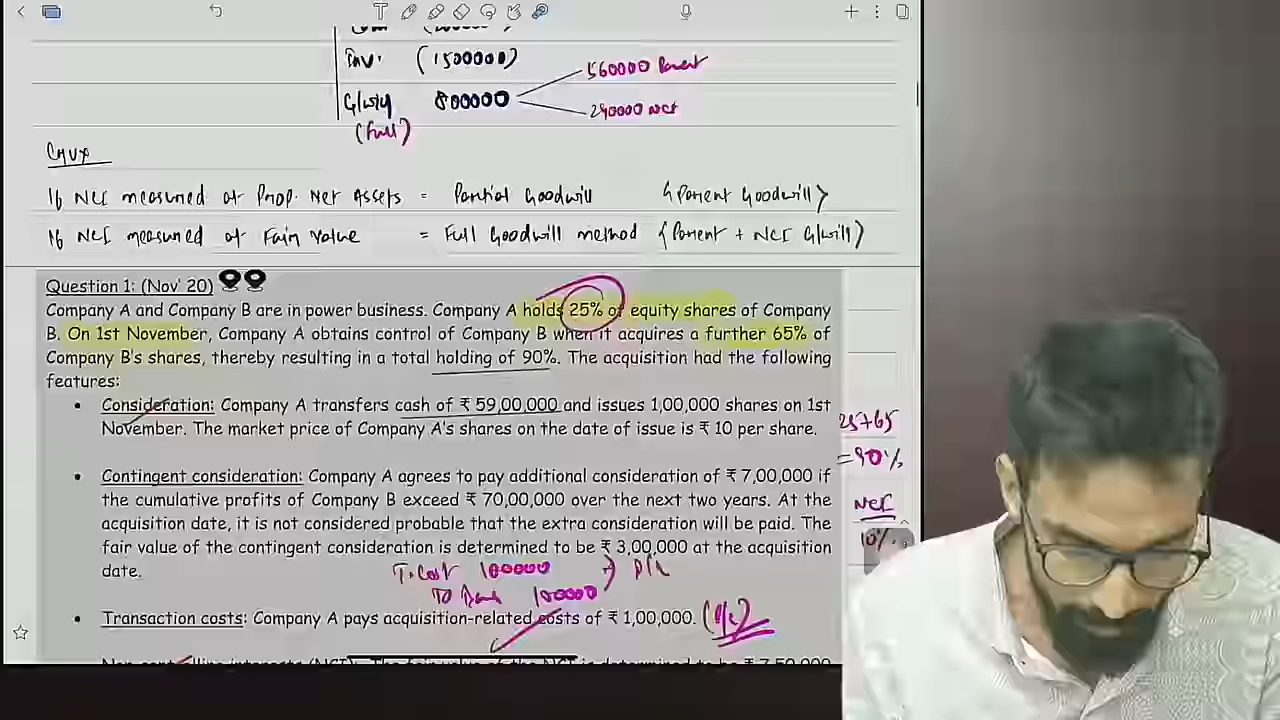 Inv. (1500000)
560000 Parent
G/will 800000
240000 NCI
(Full)
If NCI measured at Prop. Net Assets = Partial Goodwill {Parent Goodwill}
If NCI measured at Fair Value = Full Goodwill method {Parent + NCI G/will}
Question 1: (Nov' 20)
Company A and Company B are in power business. Company A holds 25% of equity shares of Company
B. On 1st November, Company A obtains control of Company B when it acquires a further 65% of
Company B's shares, thereby resulting in a total holding of 90%. The acquisition had the following
features:
• Consideration: Company A transfers cash of ₹ 59,00,000 and issues 1,00,000 shares on 1st
November. The market price of Company A's shares on the date of issue is ₹ 10 per share.
25+65
=90%
• Contingent consideration: Company A agrees to pay additional consideration of ₹ 7,00,000 if
the cumulative profits of Company B exceed ₹ 70,00,000 over the next two years. At the
acquisition date, it is not considered probable that the extra consideration will be paid. The
fair value of the contingent consideration is determined to be ₹ 3,00,000 at the acquisition
date.
NCI
10%
T. Cost 100000
To Bank 100000
• Transaction costs: Company A pays acquisition-related costs of ₹ 1,00,000.